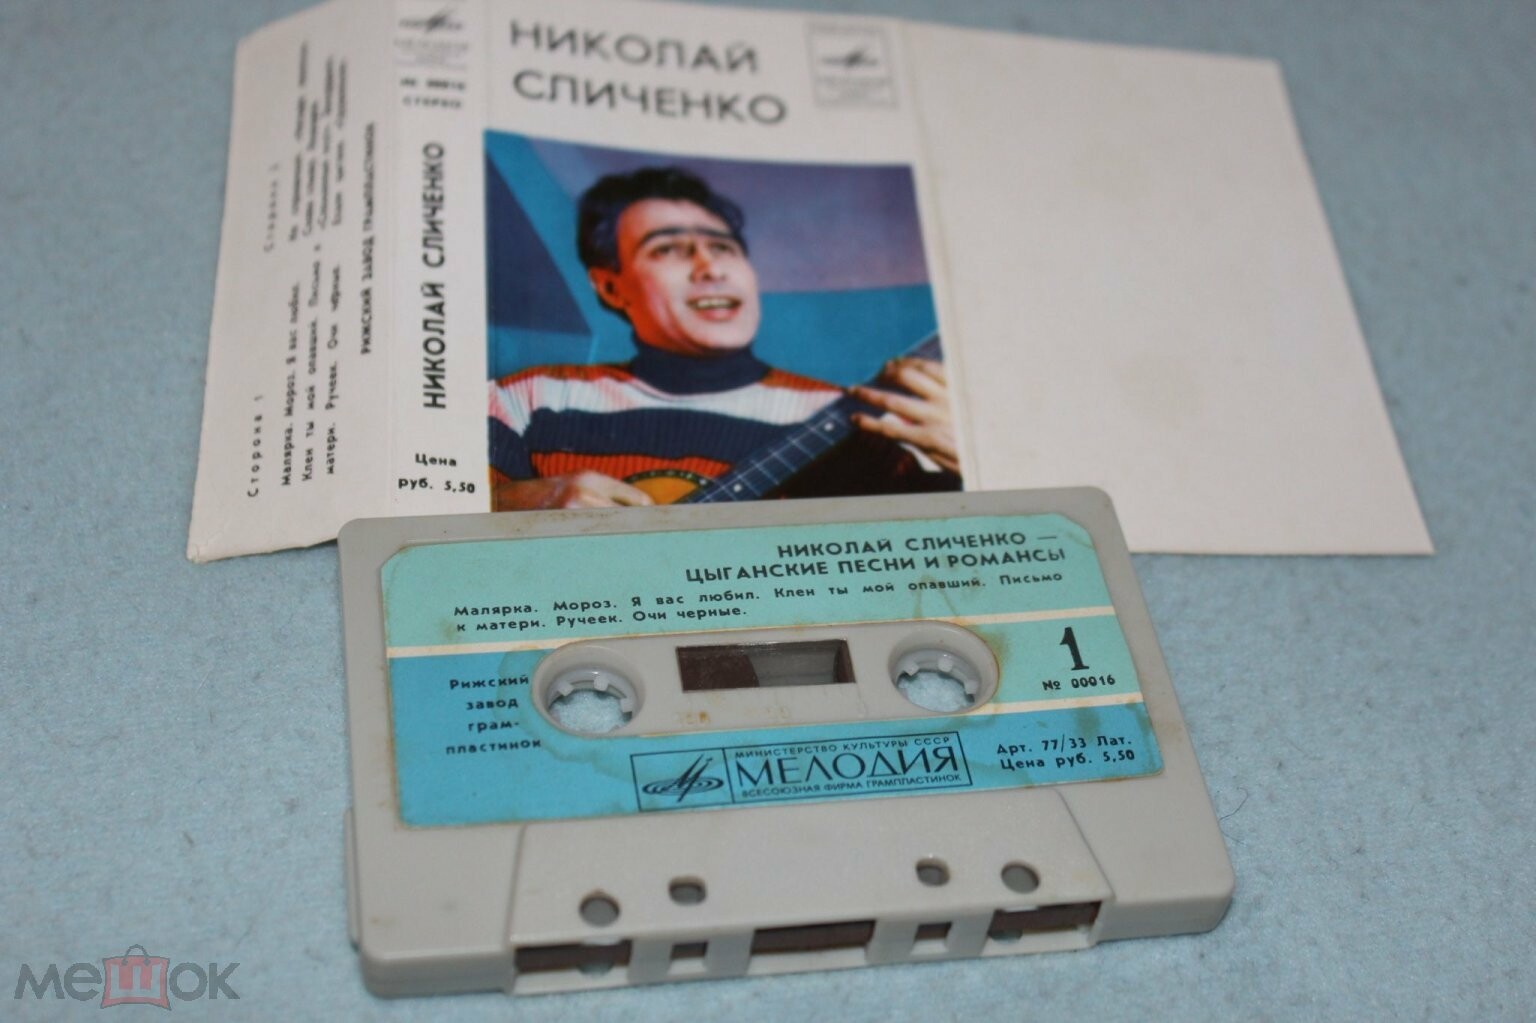 НИКОЛАЙ
СЛИЧЕНКО
СТЕРЕО
НИКОЛАЙ СЛИЧЕНКО
Цена
руб. 5,50
Сторона 1
Малярка. Мороз. Я вас любил.
Клен ты мой опавший. Письмо к
матери. Ручеек. Очи черные.
Сторона 2
РИЖСКИЙ ЗАВОД ГРАМПЛАСТИНОК
НИКОЛАЙ СЛИЧЕНКО —
ЦЫГАНСКИЕ ПЕСНИ И РОМАНСЫ
Малярка. Мороз. Я вас любил. Клен ты мой опавший. Письмо
к матери. Ручеек. Очи черные.
1
№ 00016
Рижский
завод
грам-
пластинок
МИНИСТЕРСТВО КУЛЬТУРЫ СССР
МЕЛОДИЯ
ВСЕСОЮЗНАЯ ФИРМА ГРАМПЛАСТИНОК
Арт. 77/33 Лат.
Цена руб. 5,50
мешок